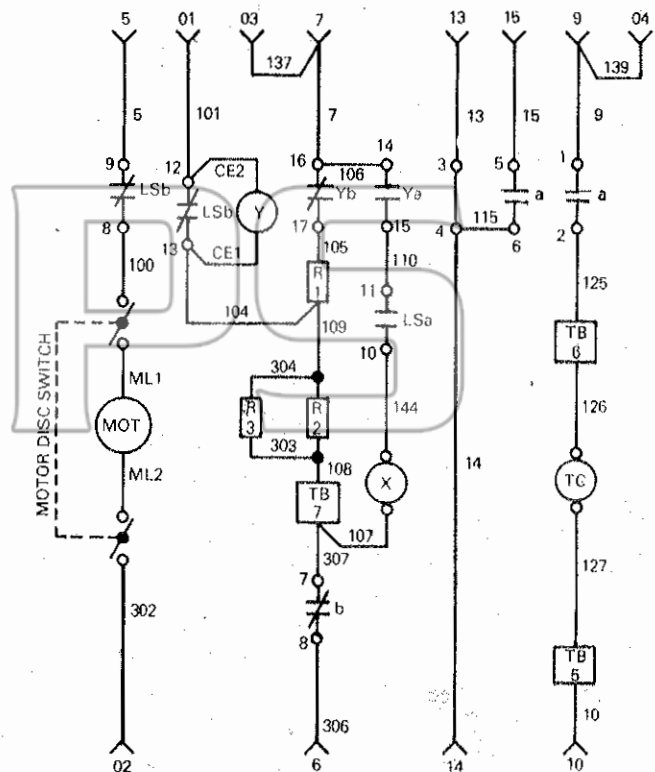 5 01 03 7 13 15 9 04
137 139
5 101 7 13 15 9
9 12 CE2 16 106 14 3 5 1
LSb LSb Y Yb Ya a a
8 13 CE1 17 15 4 115 6 2
100 105 110 125
R 1 11
104 109 LSa TB 6
10
ML1 304
MOTOR DISC SWITCH
MOT R 3 R 2 144 126
303
ML2 108 X 14 TC
TB 7
107
307 127
7
302 b
8
TB 5
306 10
02 6 14 10